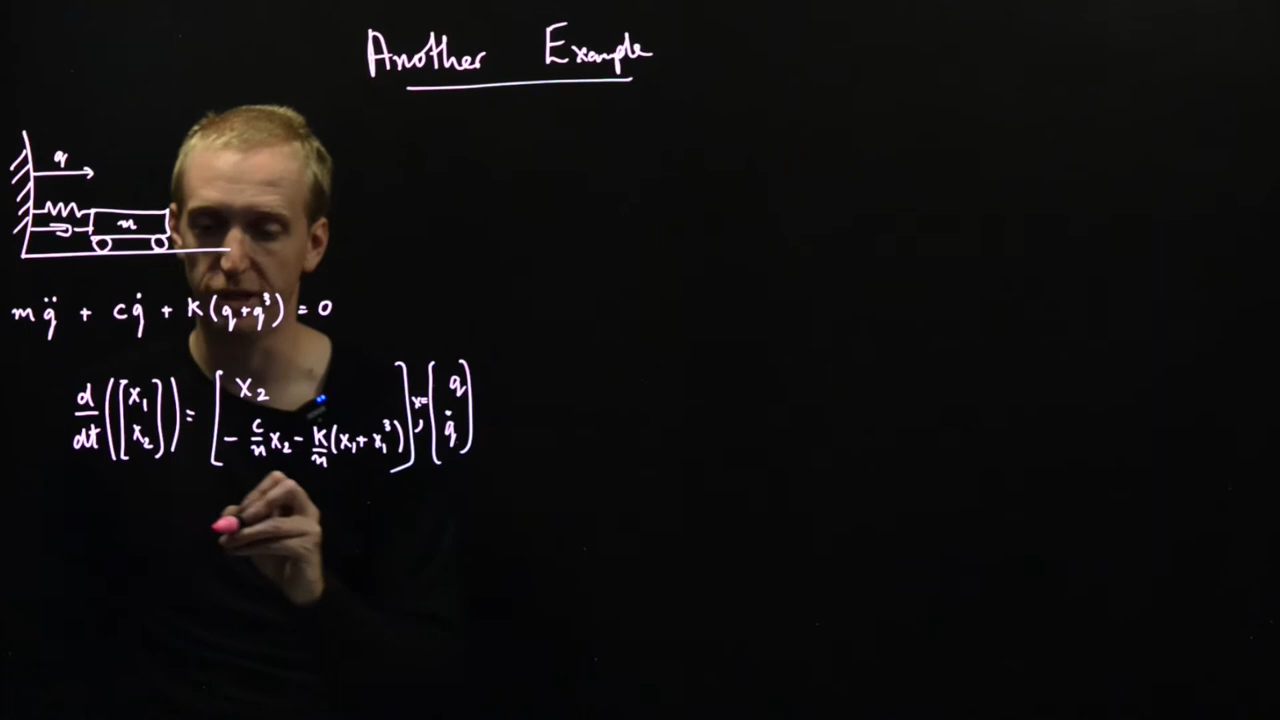 Another Example
q
m
mq̈ + cq̇ + k(q+q³) = 0
d/dt([x₁ x₂]) = [x₂ -c/m x₂ - k/m(x₁+x₁³)], x= [q q̇]